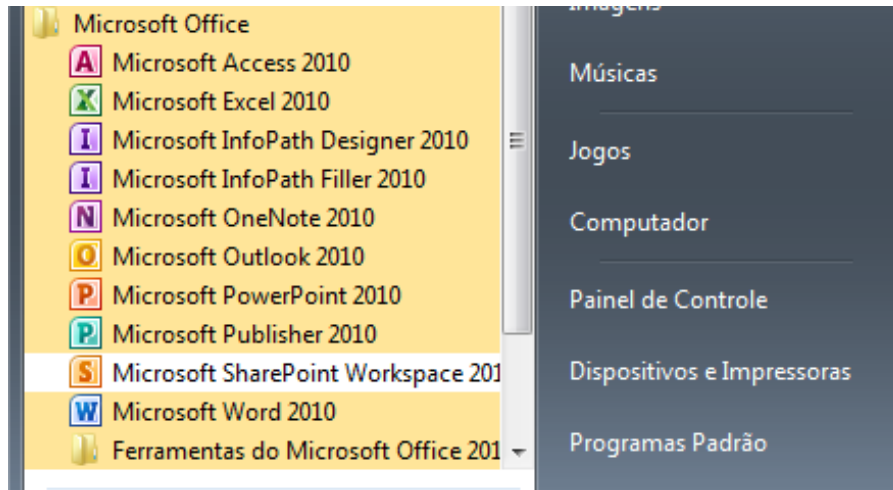 Microsoft Office
Microsoft Access 2010
Microsoft Excel 2010
Microsoft InfoPath Designer 2010
Microsoft InfoPath Filler 2010
Microsoft OneNote 2010
Microsoft Outlook 2010
Microsoft PowerPoint 2010
Microsoft Publisher 2010
Microsoft SharePoint Workspace 201
Microsoft Word 2010
Ferramentas do Microsoft Office 201
Imagens
Músicas
Jogos
Computador
Painel de Controle
Dispositivos e Impressoras
Programas Padrão